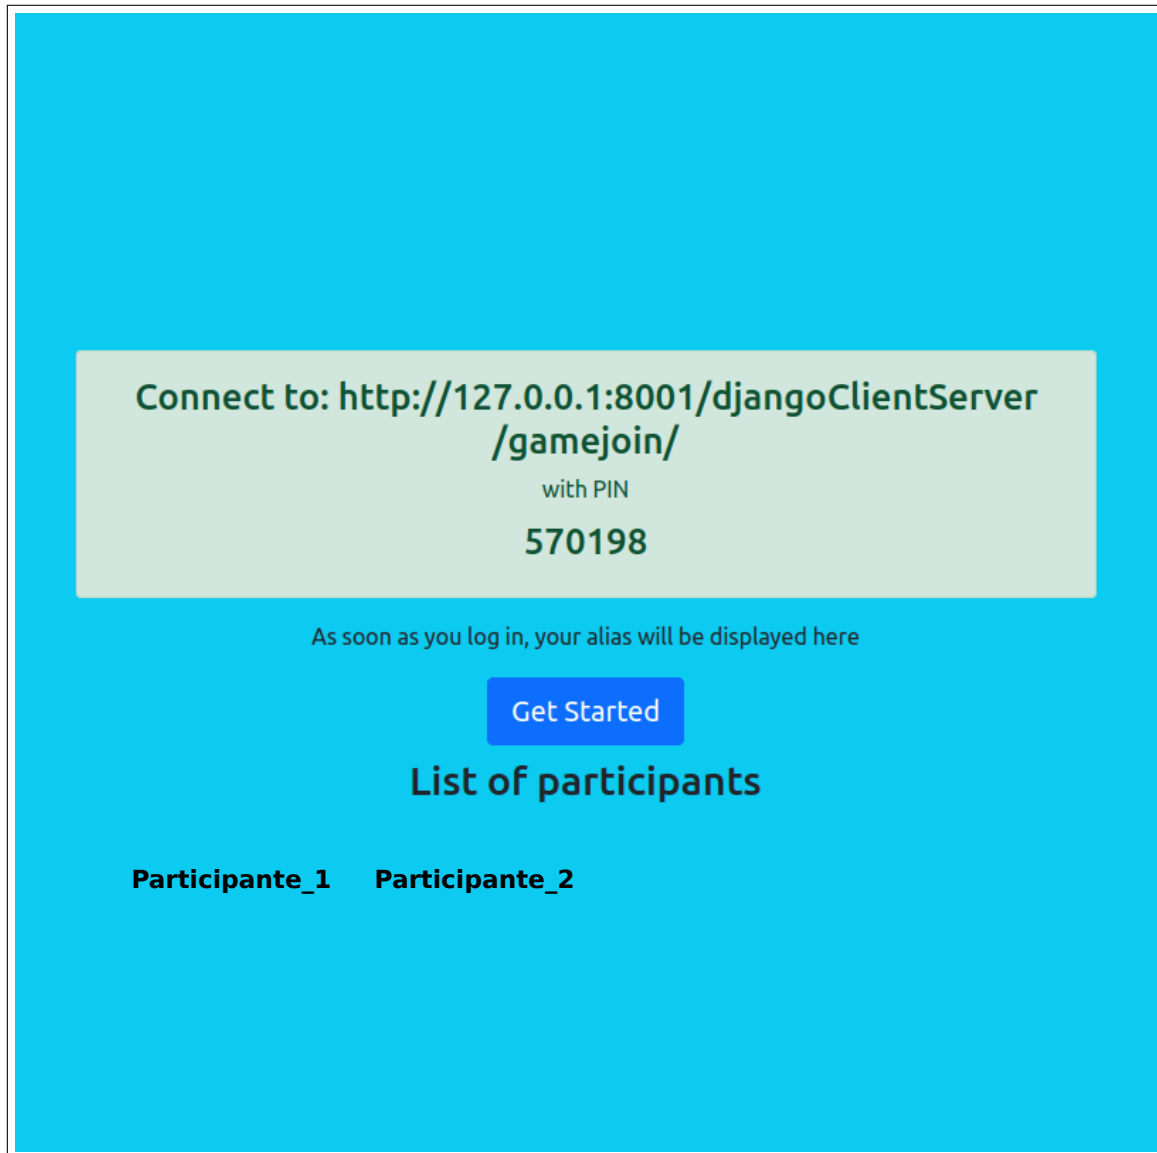 Connect to: http://127.0.0.1:8001/djangoClientServer
/gamejoin/
with PIN
570198
As soon as you log in, your alias will be displayed here
Get Started
List of participants
Participante_1 Participante_2